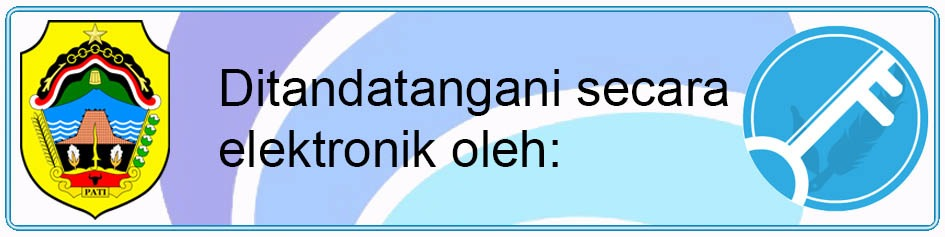 Ditandatangani secara
elektronik oleh:
PATI